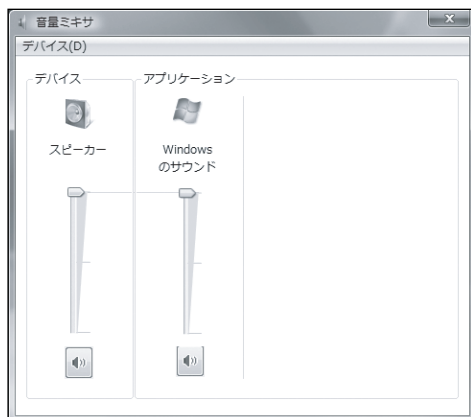 音量ミキサ
デバイス(D)
デバイス
アプリケーション
スピーカー
Windows
のサウンド